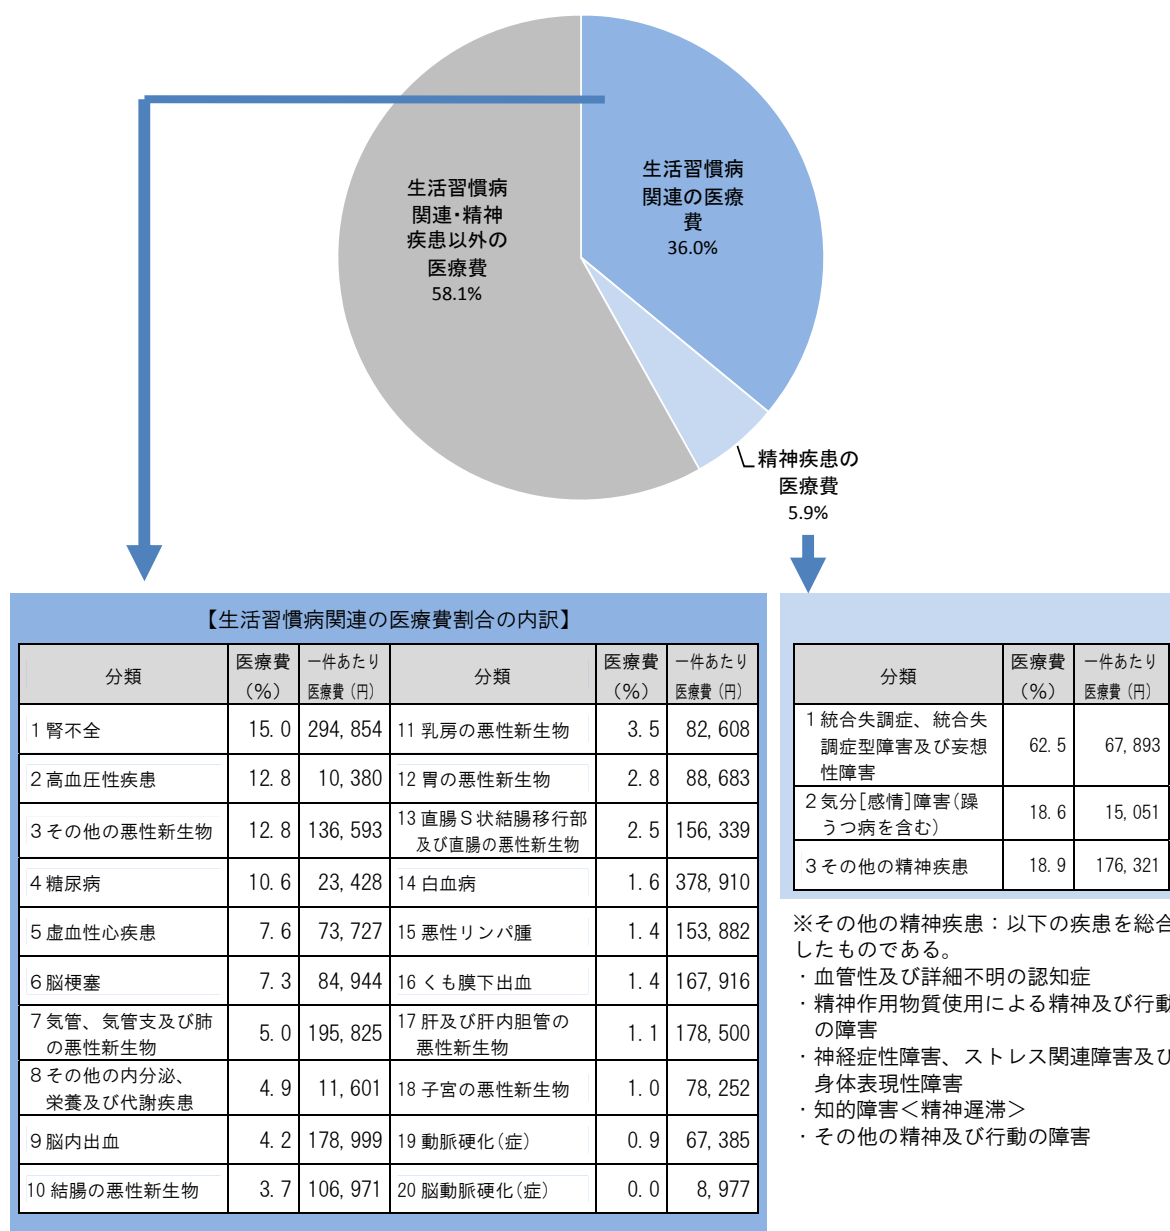 生活習慣病
関連の医療
費
36.0%
生活習慣病
関連・精神
疾患以外の
医療費
58.1%
精神疾患の
医療費
5.9%
【生活習慣病関連の医療費割合の内訳】
分類 医療費（％） 一件あたり医療費（円） 分類 医療費（％） 一件あたり医療費（円）
1 腎不全 15.0 294,854 11 乳房の悪性新生物 3.5 82,608
2 高血圧性疾患 12.8 10,380 12 胃の悪性新生物 2.8 88,683
3 その他の悪性新生物 12.8 136,593 13 直腸Ｓ状結腸移行部及び直腸の悪性新生物 2.5 156,339
4 糖尿病 10.6 23,428 14 白血病 1.6 378,910
5 虚血性心疾患 7.6 73,727 15 悪性リンパ腫 1.4 153,882
6 脳梗塞 7.3 84,944 16 くも膜下出血 1.4 167,916
7 気管、気管支及び肺の悪性新生物 5.0 195,825 17 肝及び肝内胆管の悪性新生物 1.1 178,500
8 その他の内分泌、栄養及び代謝疾患 4.9 11,601 18 子宮の悪性新生物 1.0 78,252
9 脳内出血 4.2 178,999 19 動脈硬化(症) 0.9 67,385
10 結腸の悪性新生物 3.7 106,971 20 脳動脈硬化(症) 0.0 8,977
分類 医療費（％） 一件あたり医療費（円）
1 統合失調症、統合失調症型障害及び妄想性障害 62.5 67,893
2 気分[感情]障害(躁うつ病を含む) 18.6 15,051
3 その他の精神疾患 18.9 176,321
※その他の精神疾患：以下の疾患を総合
したものである。
・血管性及び詳細不明の認知症
・精神作用物質使用による精神及び行動
の障害
・神経症性障害、ストレス関連障害及び
身体表現性障害
・知的障害＜精神遅滞＞
・その他の精神及び行動の障害